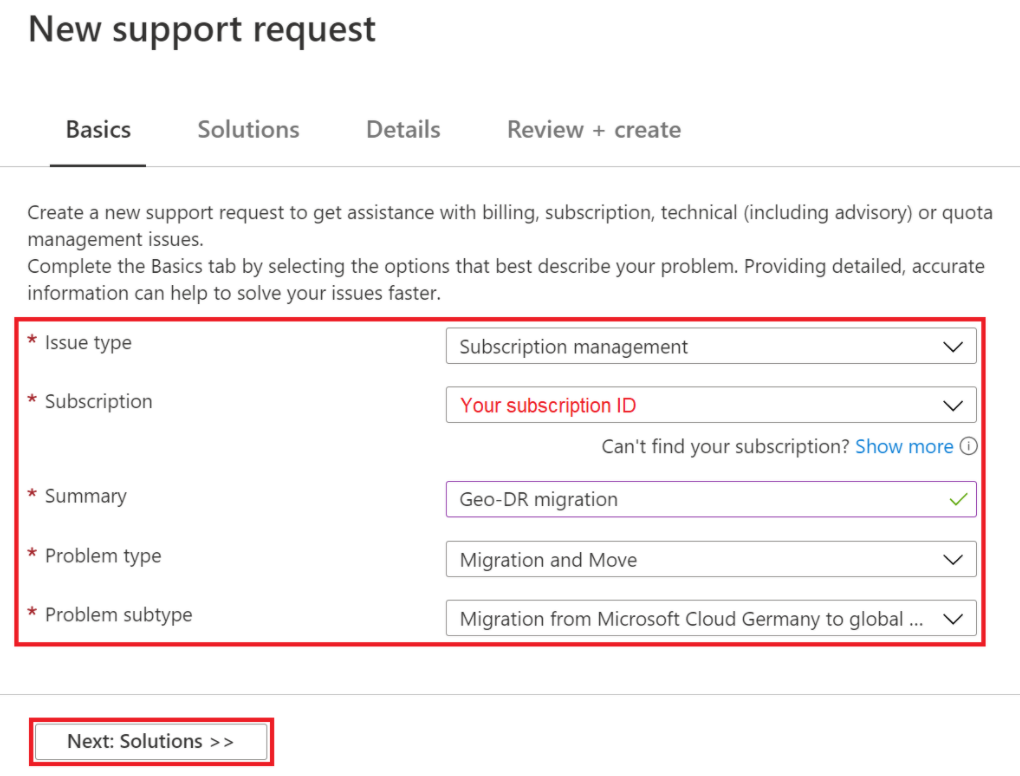 New support request
Basics Solutions Details Review + create
Create a new support request to get assistance with billing, subscription, technical (including advisory) or quota
management issues.
Complete the Basics tab by selecting the options that best describe your problem. Providing detailed, accurate
information can help to solve your issues faster.
* Issue type Subscription management
* Subscription Your subscription ID
Can't find your subscription? Show more
* Summary Geo-DR migration
* Problem type Migration and Move
* Problem subtype Migration from Microsoft Cloud Germany to global ...
Next: Solutions >>